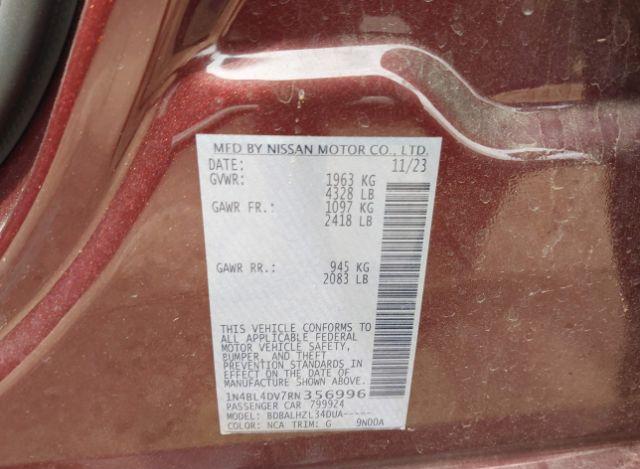 MFD BY NISSAN MOTOR CO., LTD.
DATE: 11/23
GVWR: 1963 KG
4328 LB
GAWR FR.: 1097 KG
2418 LB
GAWR RR.: 945 KG
2083 LB
THIS VEHICLE CONFORMS TO
ALL APPLICABLE FEDERAL
MOTOR VEHICLE SAFETY,
BUMPER, AND THEFT
PREVENTION STANDARDS IN
EFFECT ON THE DATE OF
MANUFACTURE SHOWN ABOVE.
1N4BL4DV7RN356996
PASSENGER CAR 799924
MODEL: BDBALHZL34DUA-----
COLOR: NCA TRIM: G 9N00A